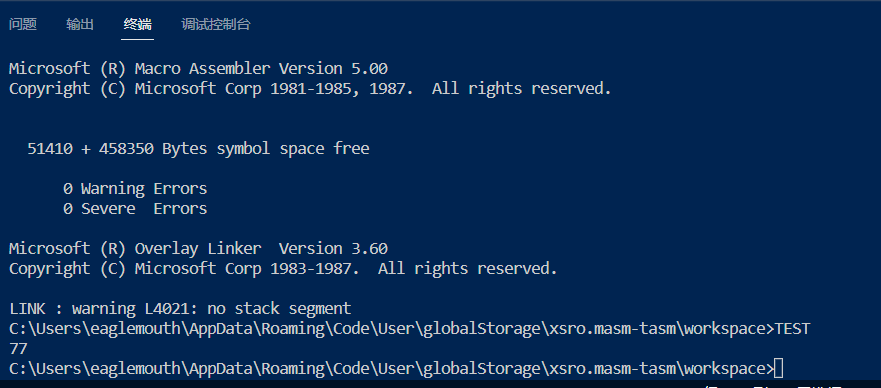 问题 输出 终端 调试控制台
Microsoft (R) Macro Assembler Version 5.00
Copyright (C) Microsoft Corp 1981-1985, 1987.  All rights reserved.
51410 + 458350 Bytes symbol space free
0 Warning Errors
0 Severe  Errors
Microsoft (R) Overlay Linker  Version 3.60
Copyright (C) Microsoft Corp 1983-1987.  All rights reserved.
LINK : warning L4021: no stack segment
C:\Users\eaglemouth\AppData\Roaming\Code\User\globalStorage\xsro.masm-tasm\workspace>TEST
77
C:\Users\eaglemouth\AppData\Roaming\Code\User\globalStorage\xsro.masm-tasm\workspace>